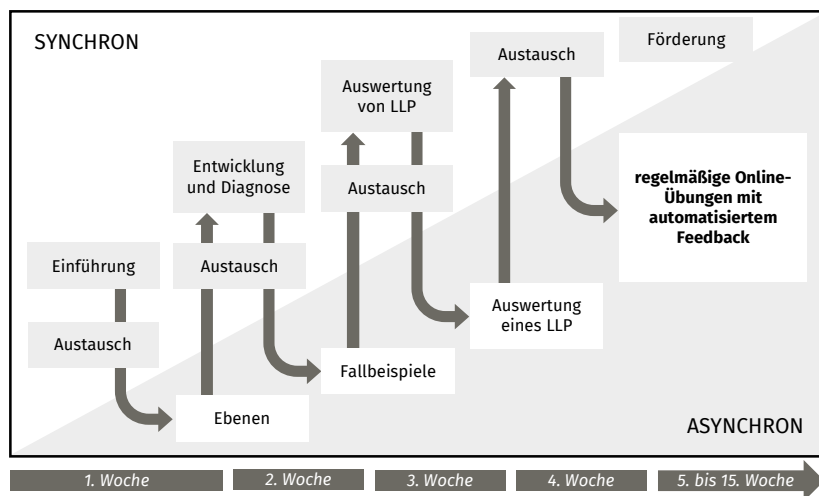 SYNCHRON
Einführung
Austausch
Ebenen
Entwicklung
und Diagnose
Austausch
Fallbeispiele
Auswertung
von LLP
Austausch
Auswertung
eines LLP
Austausch
Förderung
regelmäßige Online-
Übungen mit
automatisiertem
Feedback
ASYNCHRON
1. Woche
2. Woche
3. Woche
4. Woche
5. bis 15. Woche